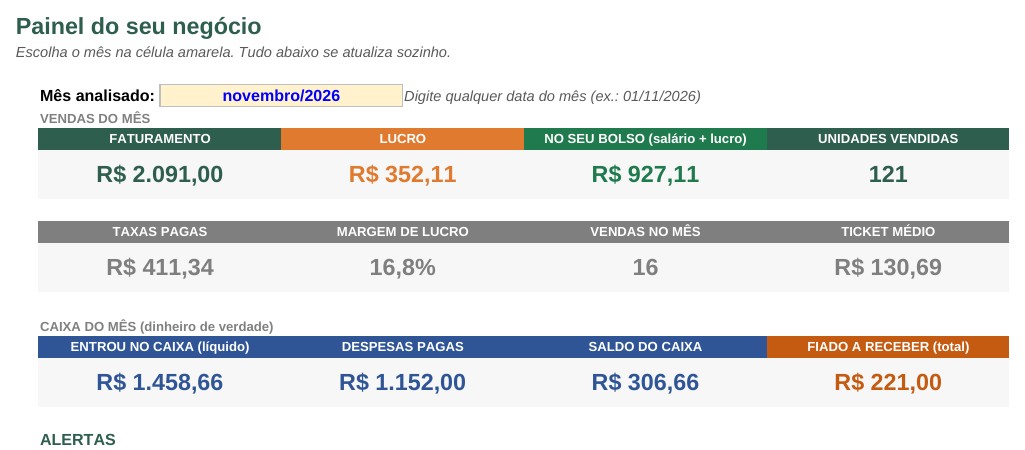 Painel do seu negócio
Escolha o mês na célula amarela. Tudo abaixo se atualiza sozinho.
Mês analisado: novembro/2026 Digite qualquer data do mês (ex.: 01/11/2026)
VENDAS DO MÊS
FATURAMENTO LUCRO NO SEU BOLSO (salário + lucro) UNIDADES VENDIDAS
R$ 2.091,00 R$ 352,11 R$ 927,11 121
TAXAS PAGAS MARGEM DE LUCRO VENDAS NO MÊS TICKET MÉDIO
R$ 411,34 16,8% 16 R$ 130,69
CAIXA DO MÊS (dinheiro de verdade)
ENTROU NO CAIXA (líquido) DESPESAS PAGAS SALDO DO CAIXA FIADO A RECEBER (total)
R$ 1.458,66 R$ 1.152,00 R$ 306,66 R$ 221,00
ALERTAS